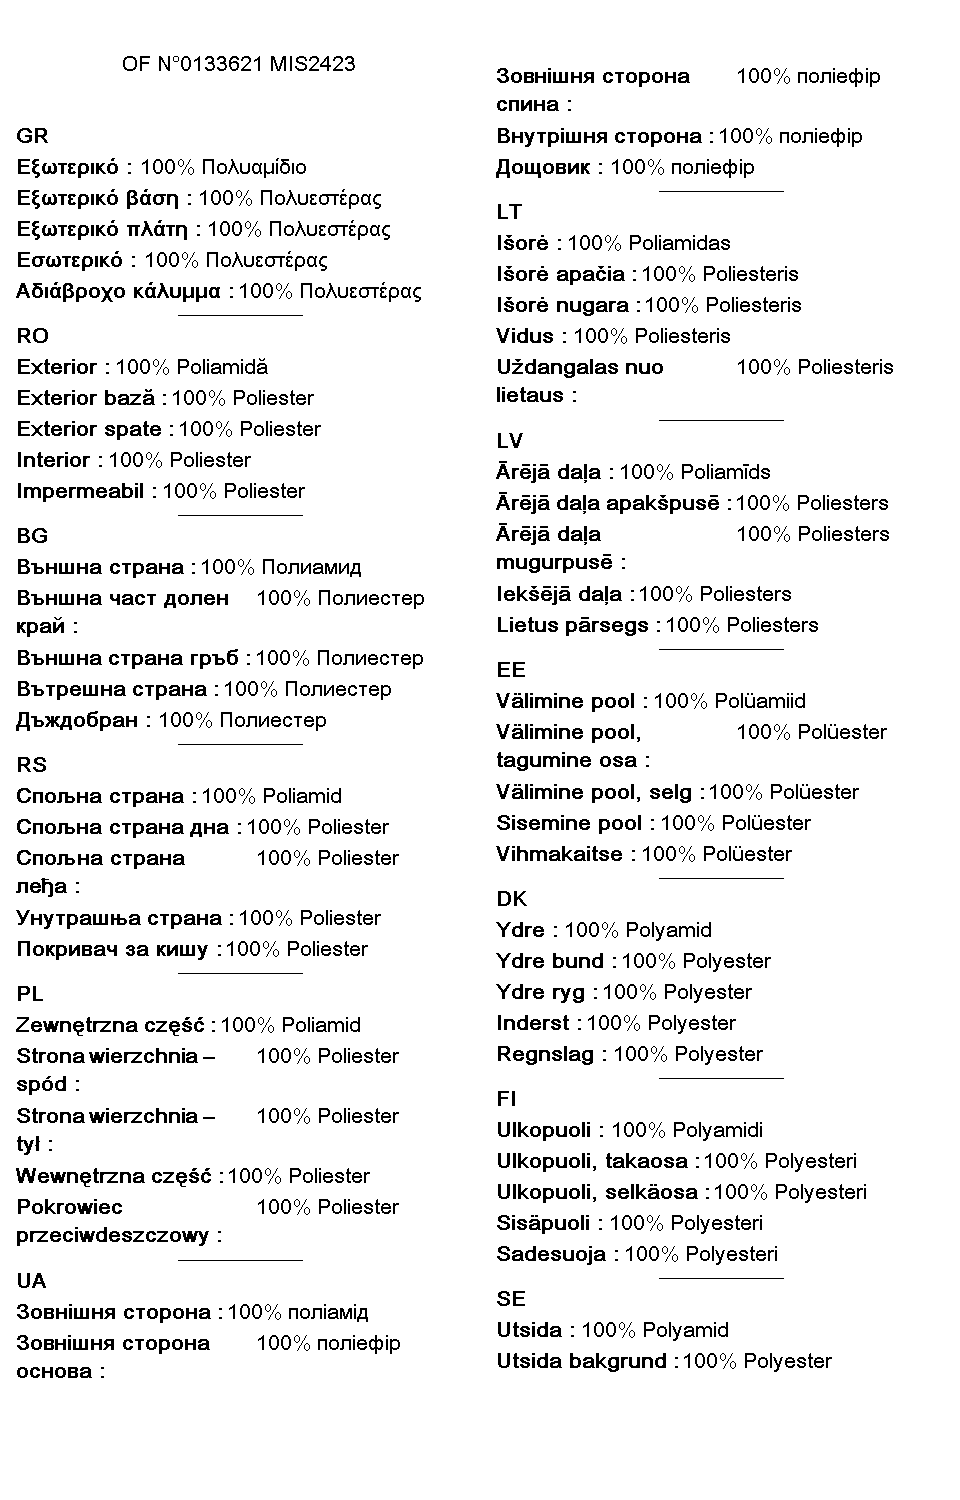 OF N°0133621 MIS2423
GR
Εξωτερικό : 100% Πολυαμίδιο
Εξωτερικό βάση : 100% Πολυεστέρας
Εξωτερικό πλάτη : 100% Πολυεστέρας
Εσωτερικό : 100% Πολυεστέρας
Αδιάβροχο κάλυμμα : 100% Πολυεστέρας
RO
Exterior : 100% Poliamidă
Exterior bază : 100% Poliester
Exterior spate : 100% Poliester
Interior : 100% Poliester
Impermeabil : 100% Poliester
BG
Външна страна : 100% Полиамид
Външна част долен 100% Полиестер
край :
Външна страна гръб : 100% Полиестер
Вътрешна страна : 100% Полиестер
Дъждобран : 100% Полиестер
RS
Спољна страна : 100% Poliamid
Спољна страна дна : 100% Poliester
Спољна страна 100% Poliester
леђа :
Унутрашња страна : 100% Poliester
Покривач за кишу : 100% Poliester
PL
Zewnętrzna część : 100% Poliamid
Strona wierzchnia – 100% Poliester
spód :
Strona wierzchnia – 100% Poliester
tył :
Wewnętrzna część : 100% Poliester
Pokrowiec 100% Poliester
przeciwdeszczowy :
UA
Зовнішня сторона : 100% поліамід
Зовнішня сторона 100% поліефір
основа :
Зовнішня сторона 100% поліефір
спина :
Внутрішня сторона : 100% поліефір
Дощовик : 100% поліефір
LT
Išorė : 100% Poliamidas
Išorė apačia : 100% Poliesteris
Išorė nugara : 100% Poliesteris
Vidus : 100% Poliesteris
Uždangalas nuo 100% Poliesteris
lietaus :
LV
Ārējā daļa : 100% Poliamīds
Ārējā daļa apakšpusē : 100% Poliesters
Ārējā daļa 100% Poliesters
mugurpusē :
Iekšējā daļa : 100% Poliesters
Lietus pārsegs : 100% Poliesters
EE
Välimine pool : 100% Polüamiid
Välimine pool, 100% Polüester
tagumine osa :
Välimine pool, selg : 100% Polüester
Sisemine pool : 100% Polüester
Vihmakaitse : 100% Polüester
DK
Ydre : 100% Polyamid
Ydre bund : 100% Polyester
Ydre ryg : 100% Polyester
Inderst : 100% Polyester
Regnslag : 100% Polyester
FI
Ulkopuoli : 100% Polyamidi
Ulkopuoli, takaosa : 100% Polyesteri
Ulkopuoli, selkäosa : 100% Polyesteri
Sisäpuoli : 100% Polyesteri
Sadesuoja : 100% Polyesteri
SE
Utsida : 100% Polyamid
Utsida bakgrund : 100% Polyester